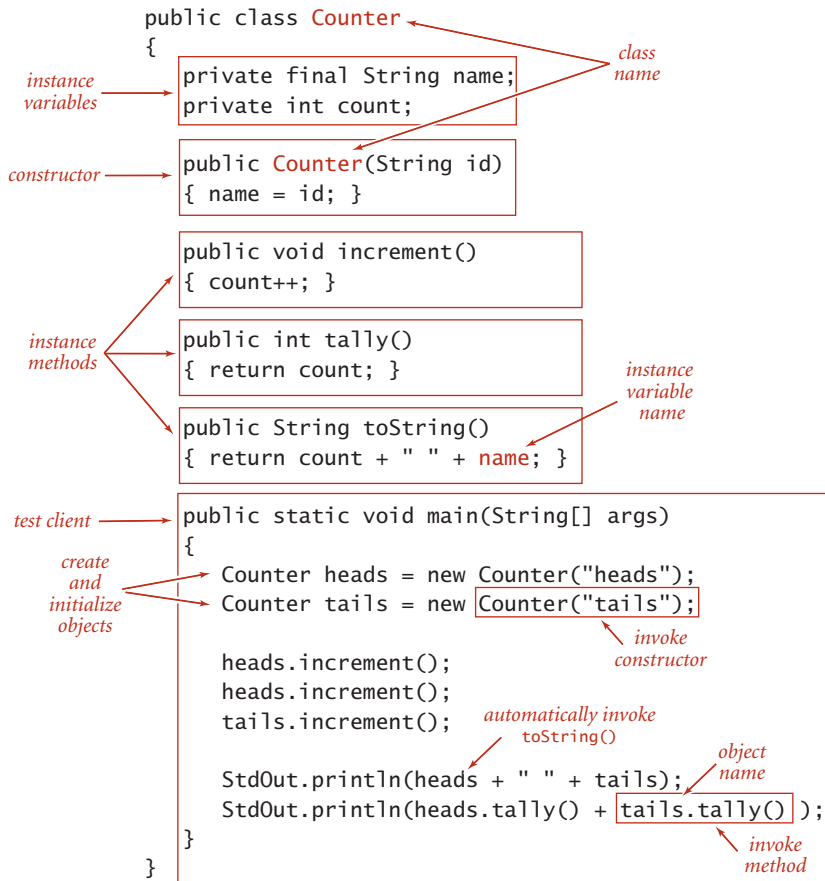 public class Counter
{
class
name
instance
variables
private final String name;
private int count;
constructor
public Counter(String id)
{ name = id; }
public void increment()
{ count++; }
instance
methods
public int tally()
{ return count; }
instance
variable
name
public String toString()
{ return count + " " + name; }
test client
public static void main(String[] args)
{
create
and
initialize
objects
Counter heads = new Counter("heads");
Counter tails = new Counter("tails");
invoke
constructor
heads.increment();
heads.increment();
tails.increment();
automatically invoke
toString()
object
name
StdOut.println(heads + " " + tails);
StdOut.println(heads.tally() + tails.tally() );
}
invoke
method
}